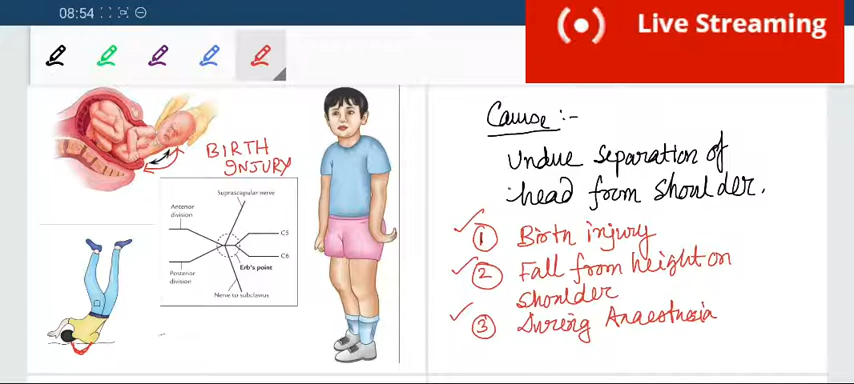 08:54
Live Streaming
BIRTH
INJURY
Suprascapular nerve
Anterior
division
C5
C6
Erb's point
Posterior
division
Nerve to subclavius
Cause :-
Undue separation of
head from shoulder.
① Birth injury
② Fall from height on
shoulder
③ During Anaesthesia